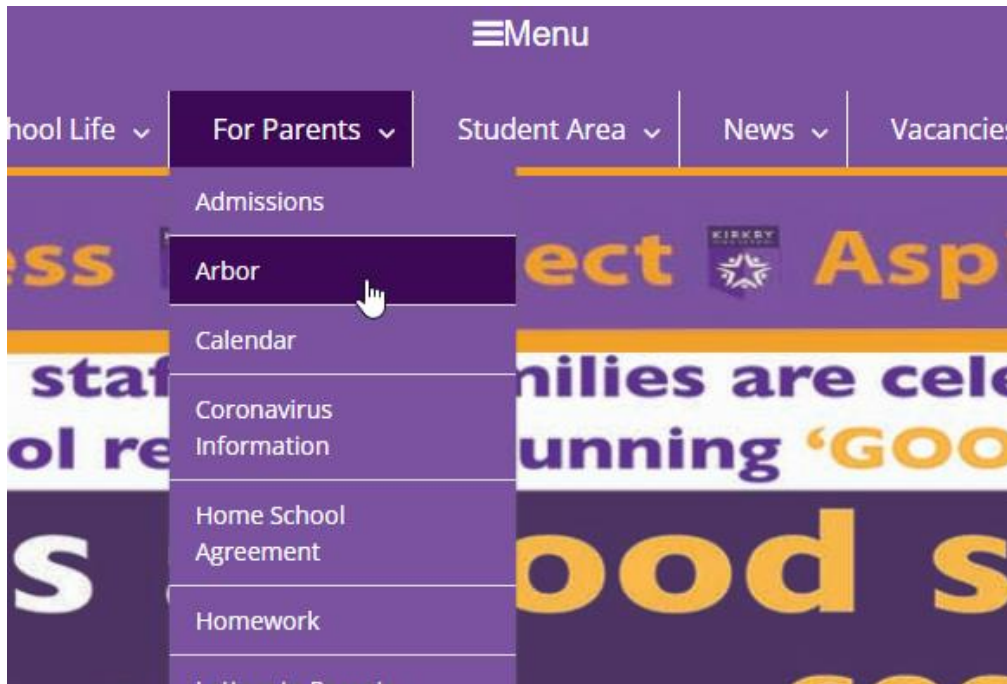 Menu
hool Life
For Parents
Student Area
News
Vacancies
Admissions
ess
ect
KIRKBY
Asp
Arbor
Calendar
staf
nilies are cele
Coronavirus
Information
ol re
unning ‘GOO
Home School
Agreement
s
ood s
Homework